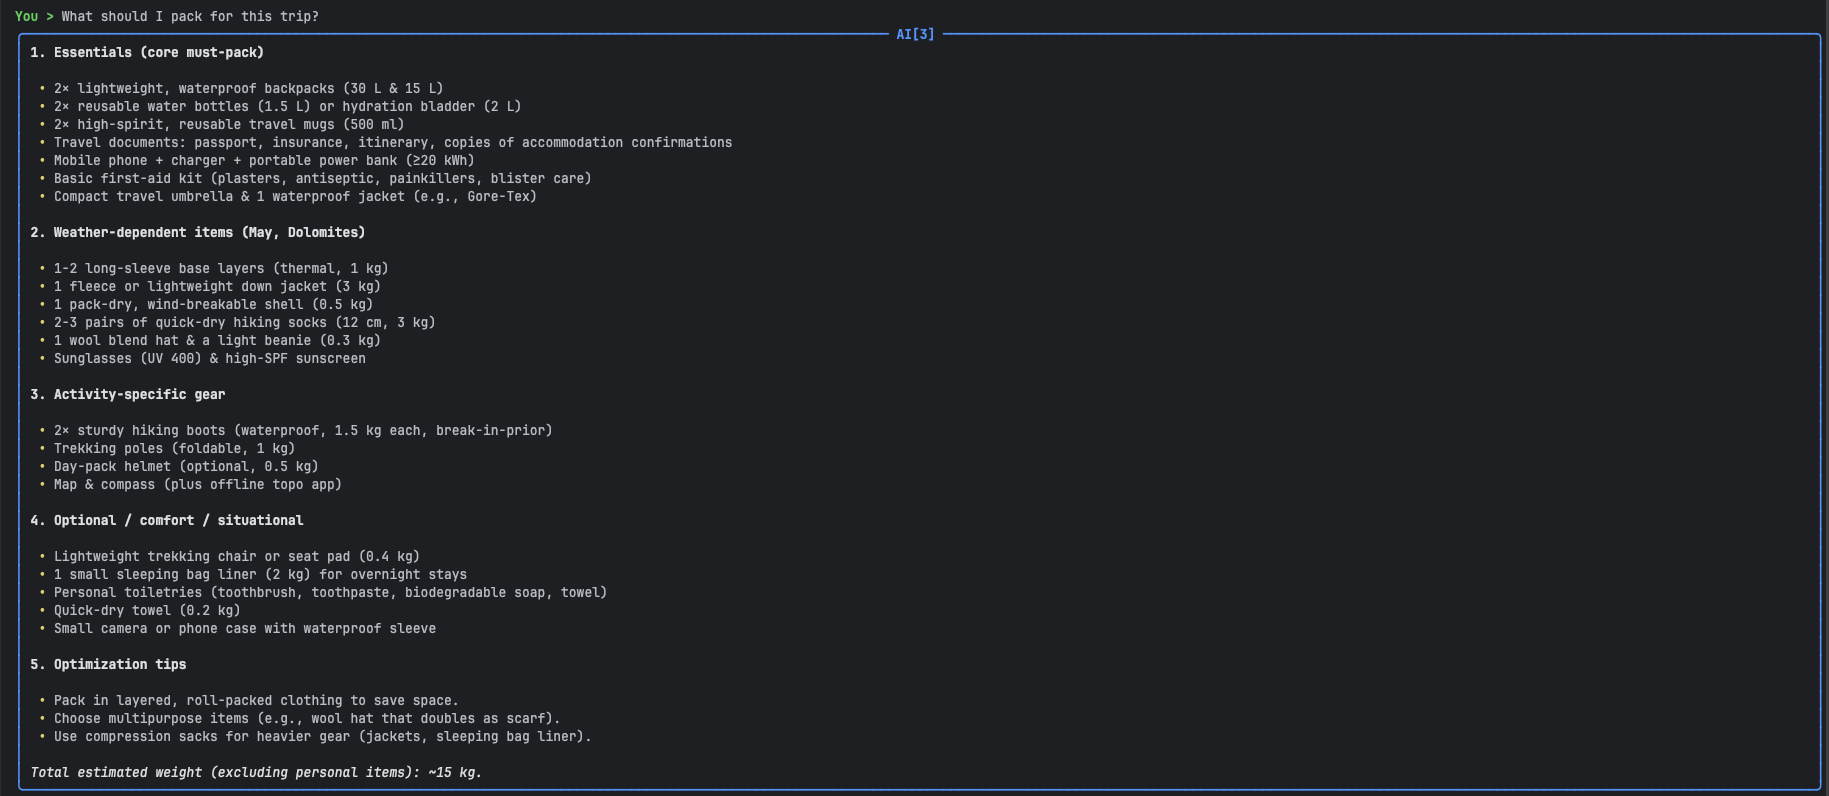 You > What should I pack for this trip?
AI[3]
1. Essentials (core must-pack)
• 2× lightweight, waterproof backpacks (30 L & 15 L)
• 2× reusable water bottles (1.5 L) or hydration bladder (2 L)
• 2× high-spirit, reusable travel mugs (500 ml)
• Travel documents: passport, insurance, itinerary, copies of accommodation confirmations
• Mobile phone + charger + portable power bank (≥20 kWh)
• Basic first-aid kit (plasters, antiseptic, painkillers, blister care)
• Compact travel umbrella & 1 waterproof jacket (e.g., Gore-Tex)
2. Weather-dependent items (May, Dolomites)
• 1-2 long-sleeve base layers (thermal, 1 kg)
• 1 fleece or lightweight down jacket (3 kg)
• 1 pack-dry, wind-breakable shell (0.5 kg)
• 2-3 pairs of quick-dry hiking socks (12 cm, 3 kg)
• 1 wool blend hat & a light beanie (0.3 kg)
• Sunglasses (UV 400) & high-SPF sunscreen
3. Activity-specific gear
• 2× sturdy hiking boots (waterproof, 1.5 kg each, break-in-prior)
• Trekking poles (foldable, 1 kg)
• Day-pack helmet (optional, 0.5 kg)
• Map & compass (plus offline topo app)
4. Optional / comfort / situational
• Lightweight trekking chair or seat pad (0.4 kg)
• 1 small sleeping bag liner (2 kg) for overnight stays
• Personal toiletries (toothbrush, toothpaste, biodegradable soap, towel)
• Quick-dry towel (0.2 kg)
• Small camera or phone case with waterproof sleeve
5. Optimization tips
• Pack in layered, roll-packed clothing to save space.
• Choose multipurpose items (e.g., wool hat that doubles as scarf).
• Use compression sacks for heavier gear (jackets, sleeping bag liner).
Total estimated weight (excluding personal items): ~15 kg.